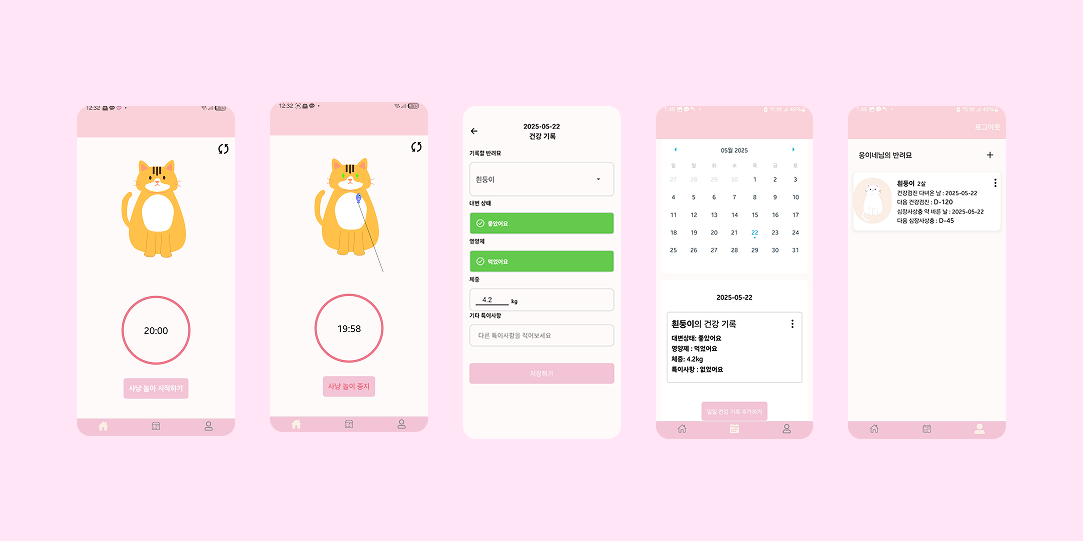 12:32
20:00
사냥 놀이 시작하기
12:32
19:58
사냥 놀이 중지
2025-05-22
건강 기록
기록할 반려묘
흰둥이
대변 상태
좋았어요
영양제
먹었어요
체중
4.2 kg
기타 특이사항
다른 특이사항을 적어보세요
저장하기
05월 2025
일 월 화 수 목 금 토
27 28 29 30 1 2 3
4 5 6 7 8 9 10
11 12 13 14 15 16 17
18 19 20 21 22 23 24
25 26 27 28 29 30 31
2025-05-22
흰둥이의 건강 기록
대변상태: 좋았어요
영양제 : 먹었어요
체중: 4.2kg
특이사항 : 없었어요
일일 건강 기록 추가하기
로그아웃
웅이네님의 반려묘
흰둥이 2살
건강검진 다녀온 날 : 2025-05-22
다음 건강검진 : D-120
심장사상충 약 바른 날 : 2025-05-22
다음 심장사상충 : D-45